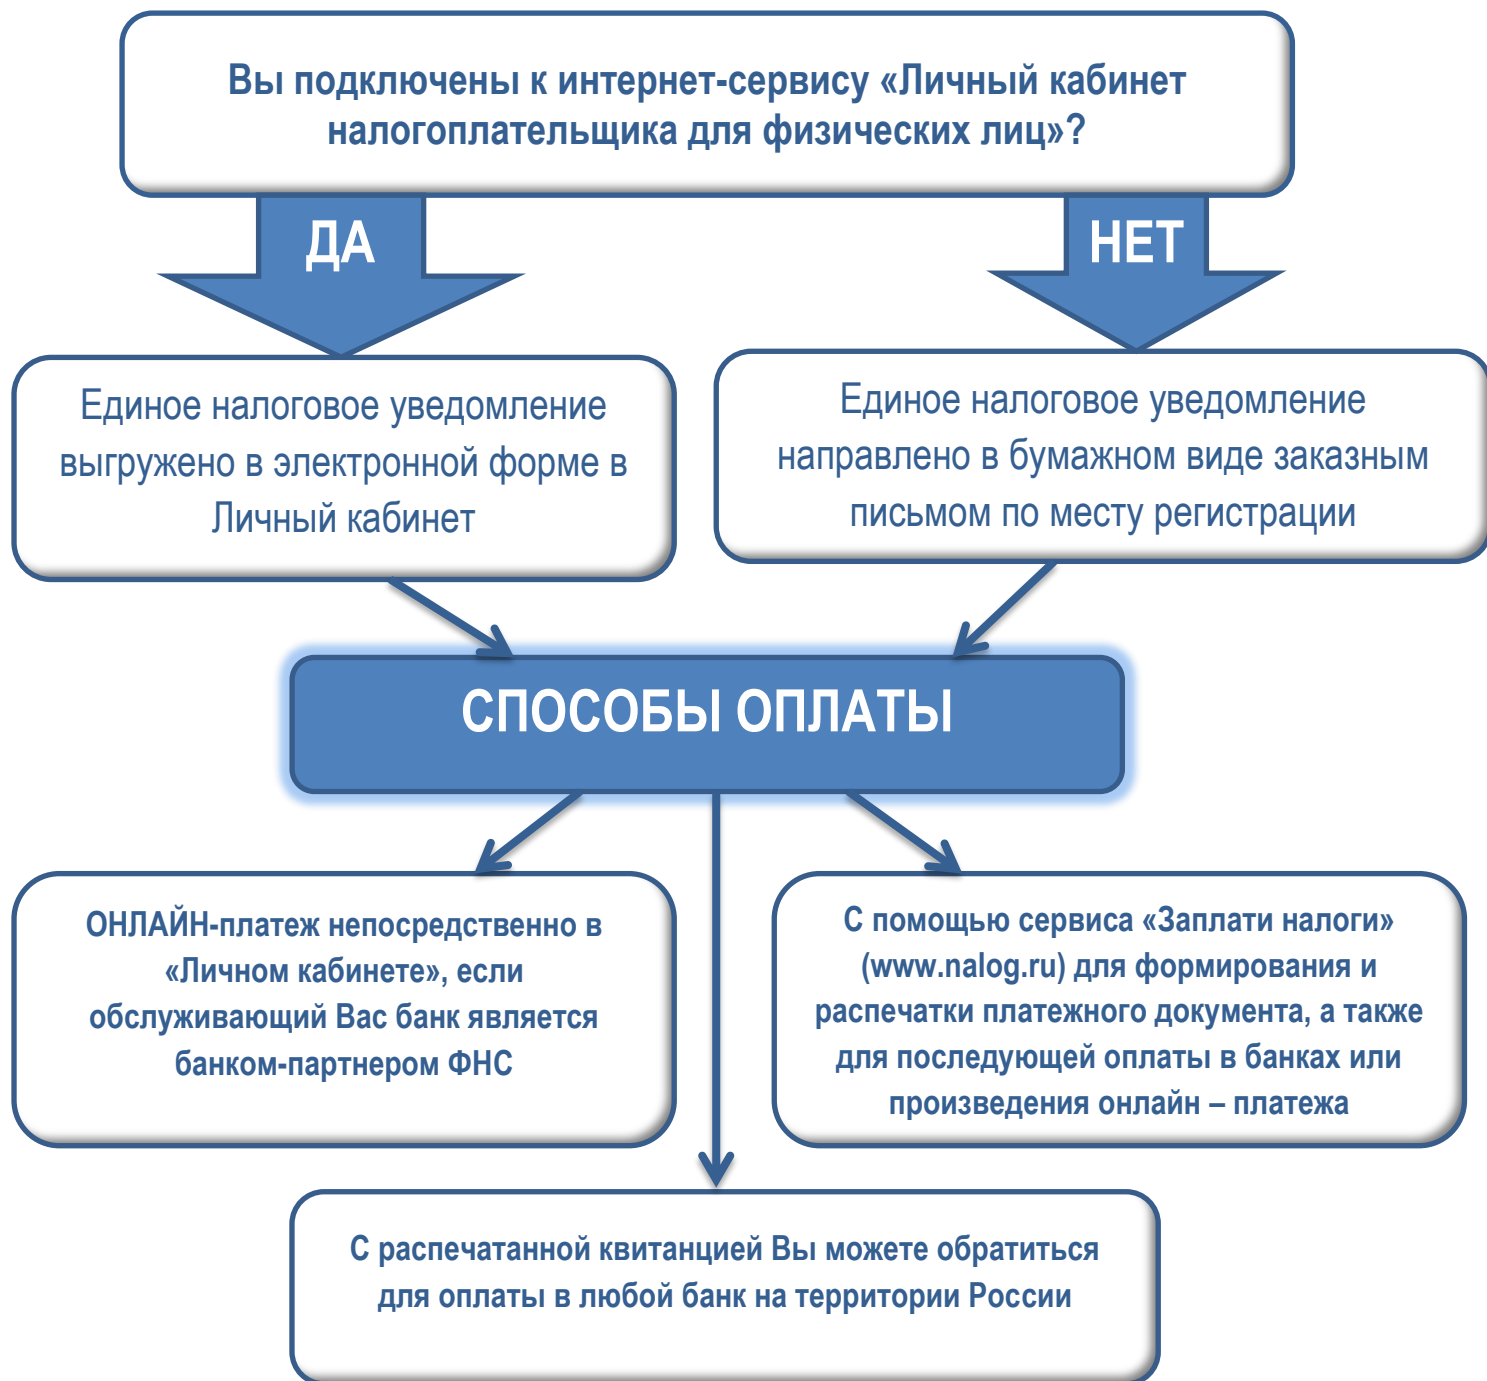 Вы подключены к интернет-сервису «Личный кабинет
налогоплательщика для физических лиц»?
ДА
НЕТ
Единое налоговое уведомление
выгружено в электронной форме в
Личный кабинет
Единое налоговое уведомление
направлено в бумажном виде заказным
письмом по месту регистрации
СПОСОБЫ ОПЛАТЫ
ОНЛАЙН-платеж непосредственно в
«Личном кабинете», если
обслуживающий Вас банк является
банком-партнером ФНС
С помощью сервиса «Заплати налоги»
(www.nalog.ru) для формирования и
распечатки платежного документа, а также
для последующей оплаты в банках или
произведения онлайн – платежа
С распечатанной квитанцией Вы можете обратиться
для оплаты в любой банк на территории России